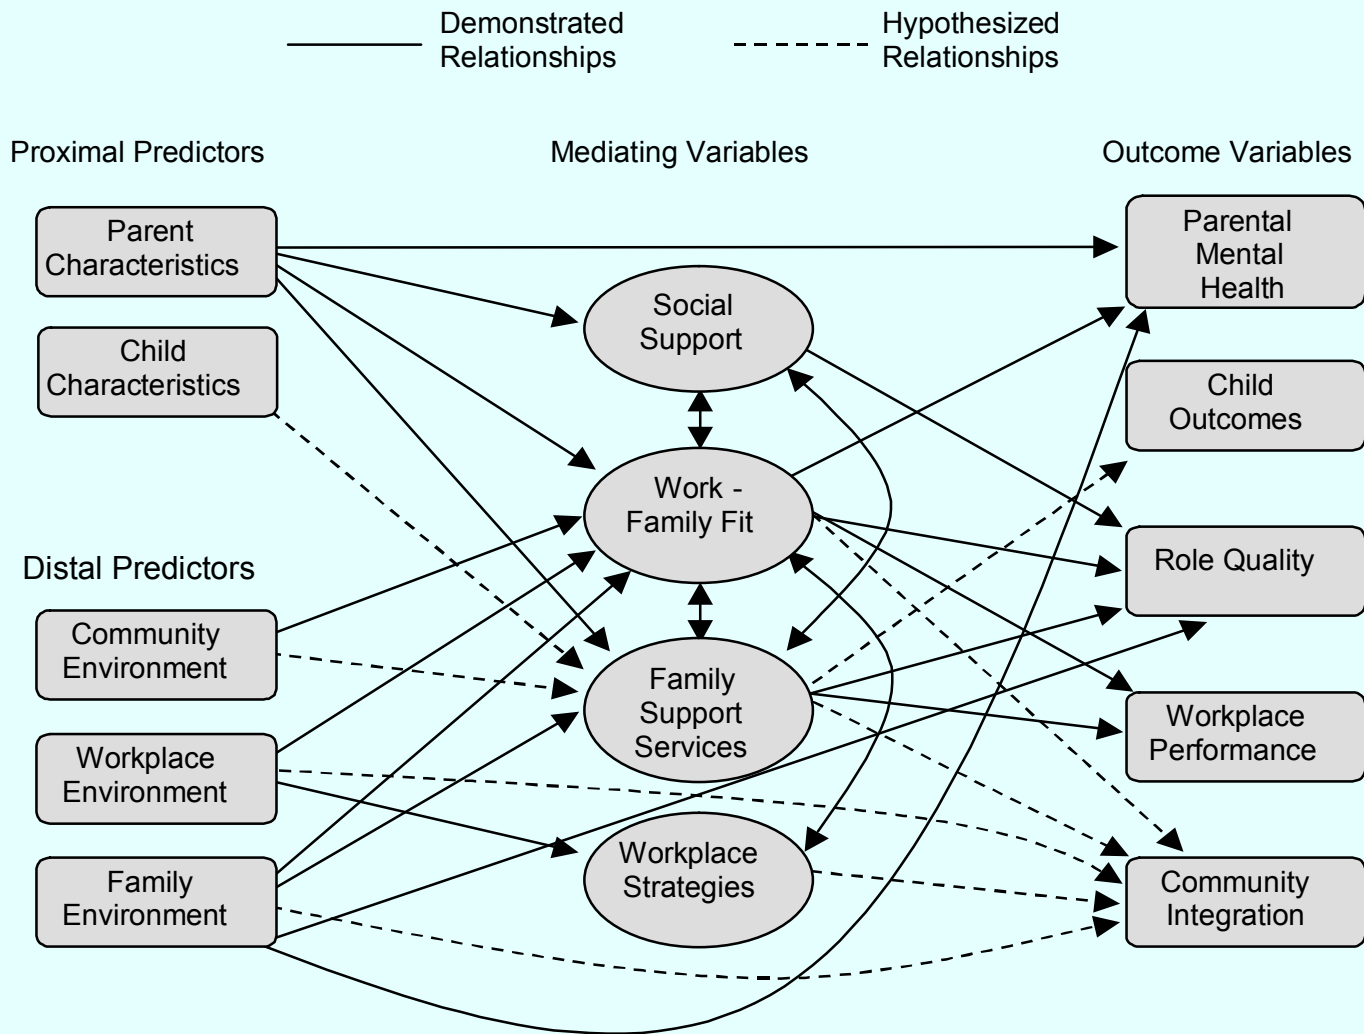 Demonstrated
Relationships
Hypothesized
Relationships
Proximal Predictors
Mediating Variables
Outcome Variables
Parent
Characteristics
Child
Characteristics
Distal Predictors
Community
Environment
Workplace
Environment
Family
Environment
Social
Support
Work -
Family Fit
Family
Support
Services
Workplace
Strategies
Parental
Mental
Health
Child
Outcomes
Role Quality
Workplace
Performance
Community
Integration